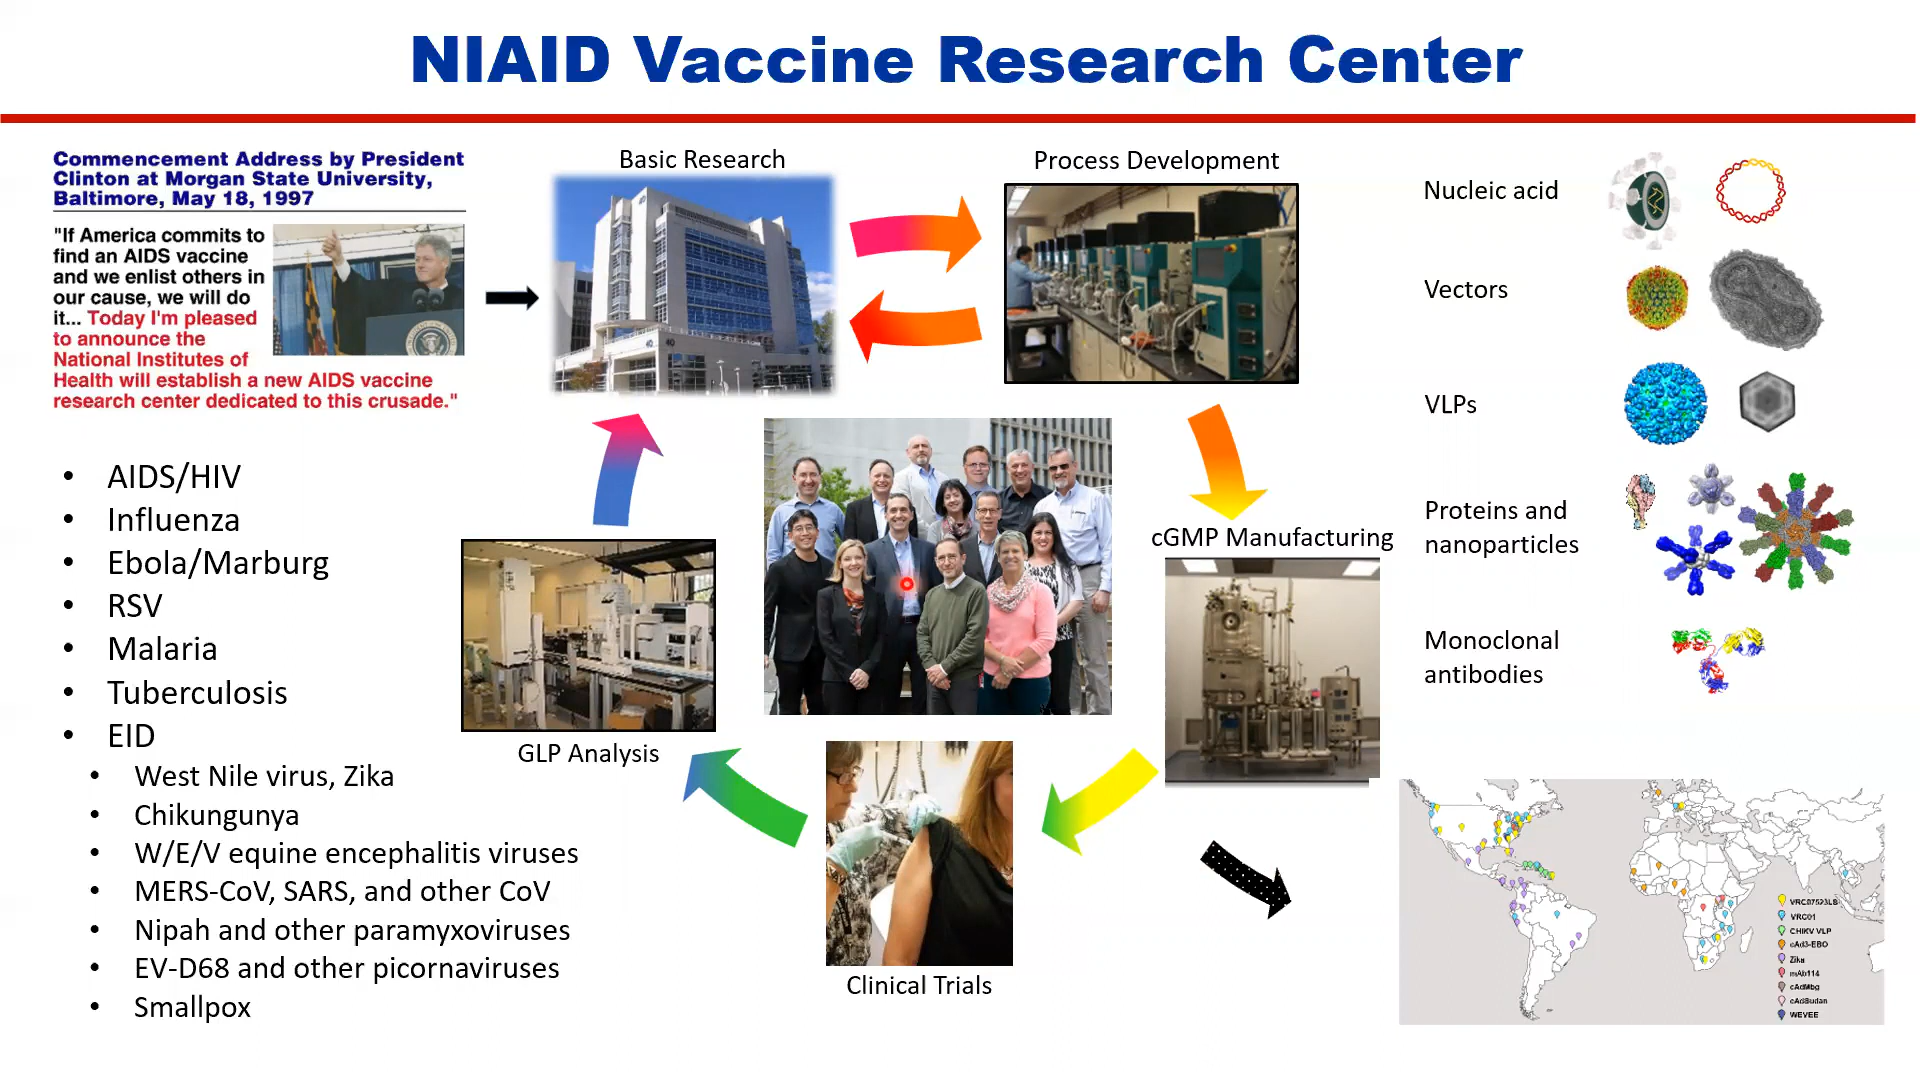 NIAID Vaccine Research Center
Commencement Address by President
Clinton at Morgan State University,
Baltimore, May 18, 1997
"If America commits to
find an AIDS vaccine
and we enlist others in
our cause, we will do
it... Today I'm pleased
to announce the
National Institutes of
Health will establish a new AIDS vaccine
research center dedicated to this crusade."
Basic Research
Process Development
cGMP Manufacturing
Clinical Trials
GLP Analysis
• AIDS/HIV
• Influenza
• Ebola/Marburg
• RSV
• Malaria
• Tuberculosis
• EID
• West Nile virus, Zika
• Chikungunya
• W/E/V equine encephalitis viruses
• MERS-CoV, SARS, and other CoV
• Nipah and other paramyxoviruses
• EV-D68 and other picornaviruses
• Smallpox
Nucleic acid
Vectors
VLPs
Proteins and
nanoparticles
Monoclonal
antibodies
VRC07523LS
VRC01
CHIKV VLP
cAd3-EBO
Zika
mAb114
cAdMbg
cAdSudan
WEVEE